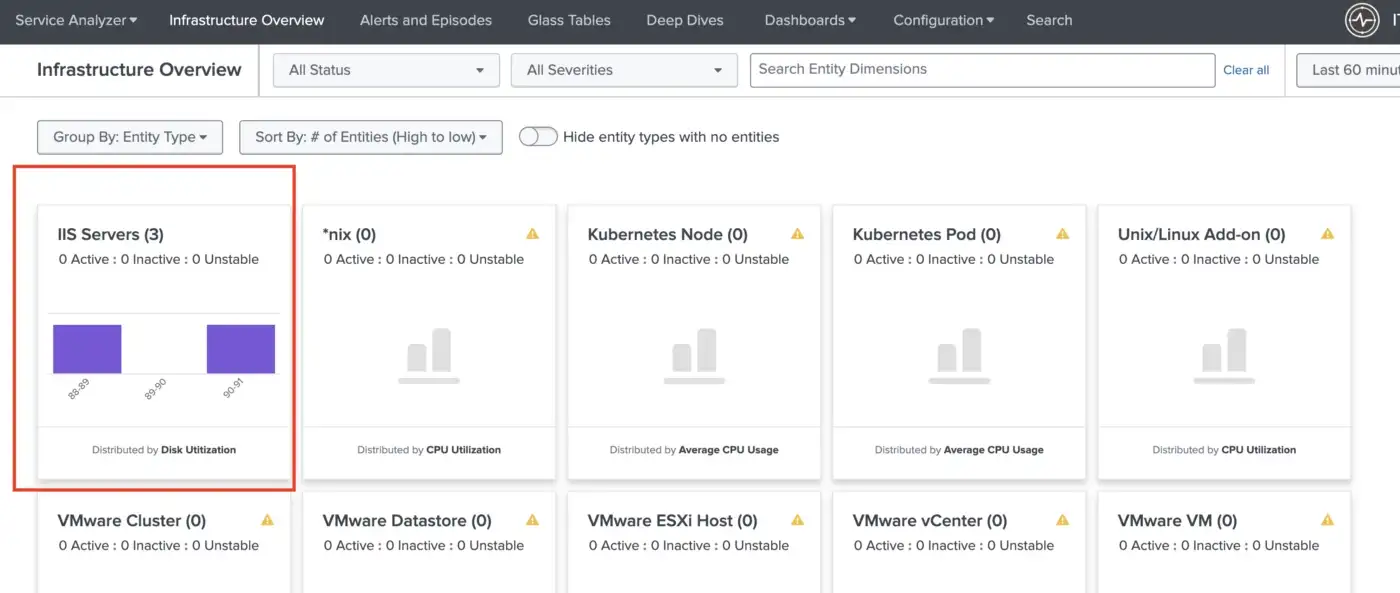 Service Analyzer Infrastructure Overview Alerts and Episodes Glass Tables Deep Dives Dashboards Configuration Search
Infrastructure Overview All Status All Severities Search Entity Dimensions Clear all Last 60
Group By: Entity Type Sort By: # of Entities (High to low) Hide entity types with no entities
IIS Servers (3)
0 Active : 0 Inactive : 0 Unstable
88-89 89-90 90-91
Distributed by Disk Utitization
*nix (0)
0 Active : 0 Inactive : 0 Unstable
Distributed by CPU Utilization
Kubernetes Node (0)
0 Active : 0 Inactive : 0 Unstable
Distributed by Average CPU Usage
Kubernetes Pod (0)
0 Active : 0 Inactive : 0 Unstable
Distributed by Average CPU Usage
Unix/Linux Add-on (0)
0 Active : 0 Inactive : 0 Unstable
Distributed by CPU Utilization
VMware Cluster (0)
0 Active : 0 Inactive : 0 Unstable
VMware Datastore (0)
0 Active : 0 Inactive : 0 Unstable
VMware ESXi Host (0)
0 Active : 0 Inactive : 0 Unstable
VMware vCenter (0)
0 Active : 0 Inactive : 0 Unstable
VMware VM (0)
0 Active : 0 Inactive : 0 Unstable